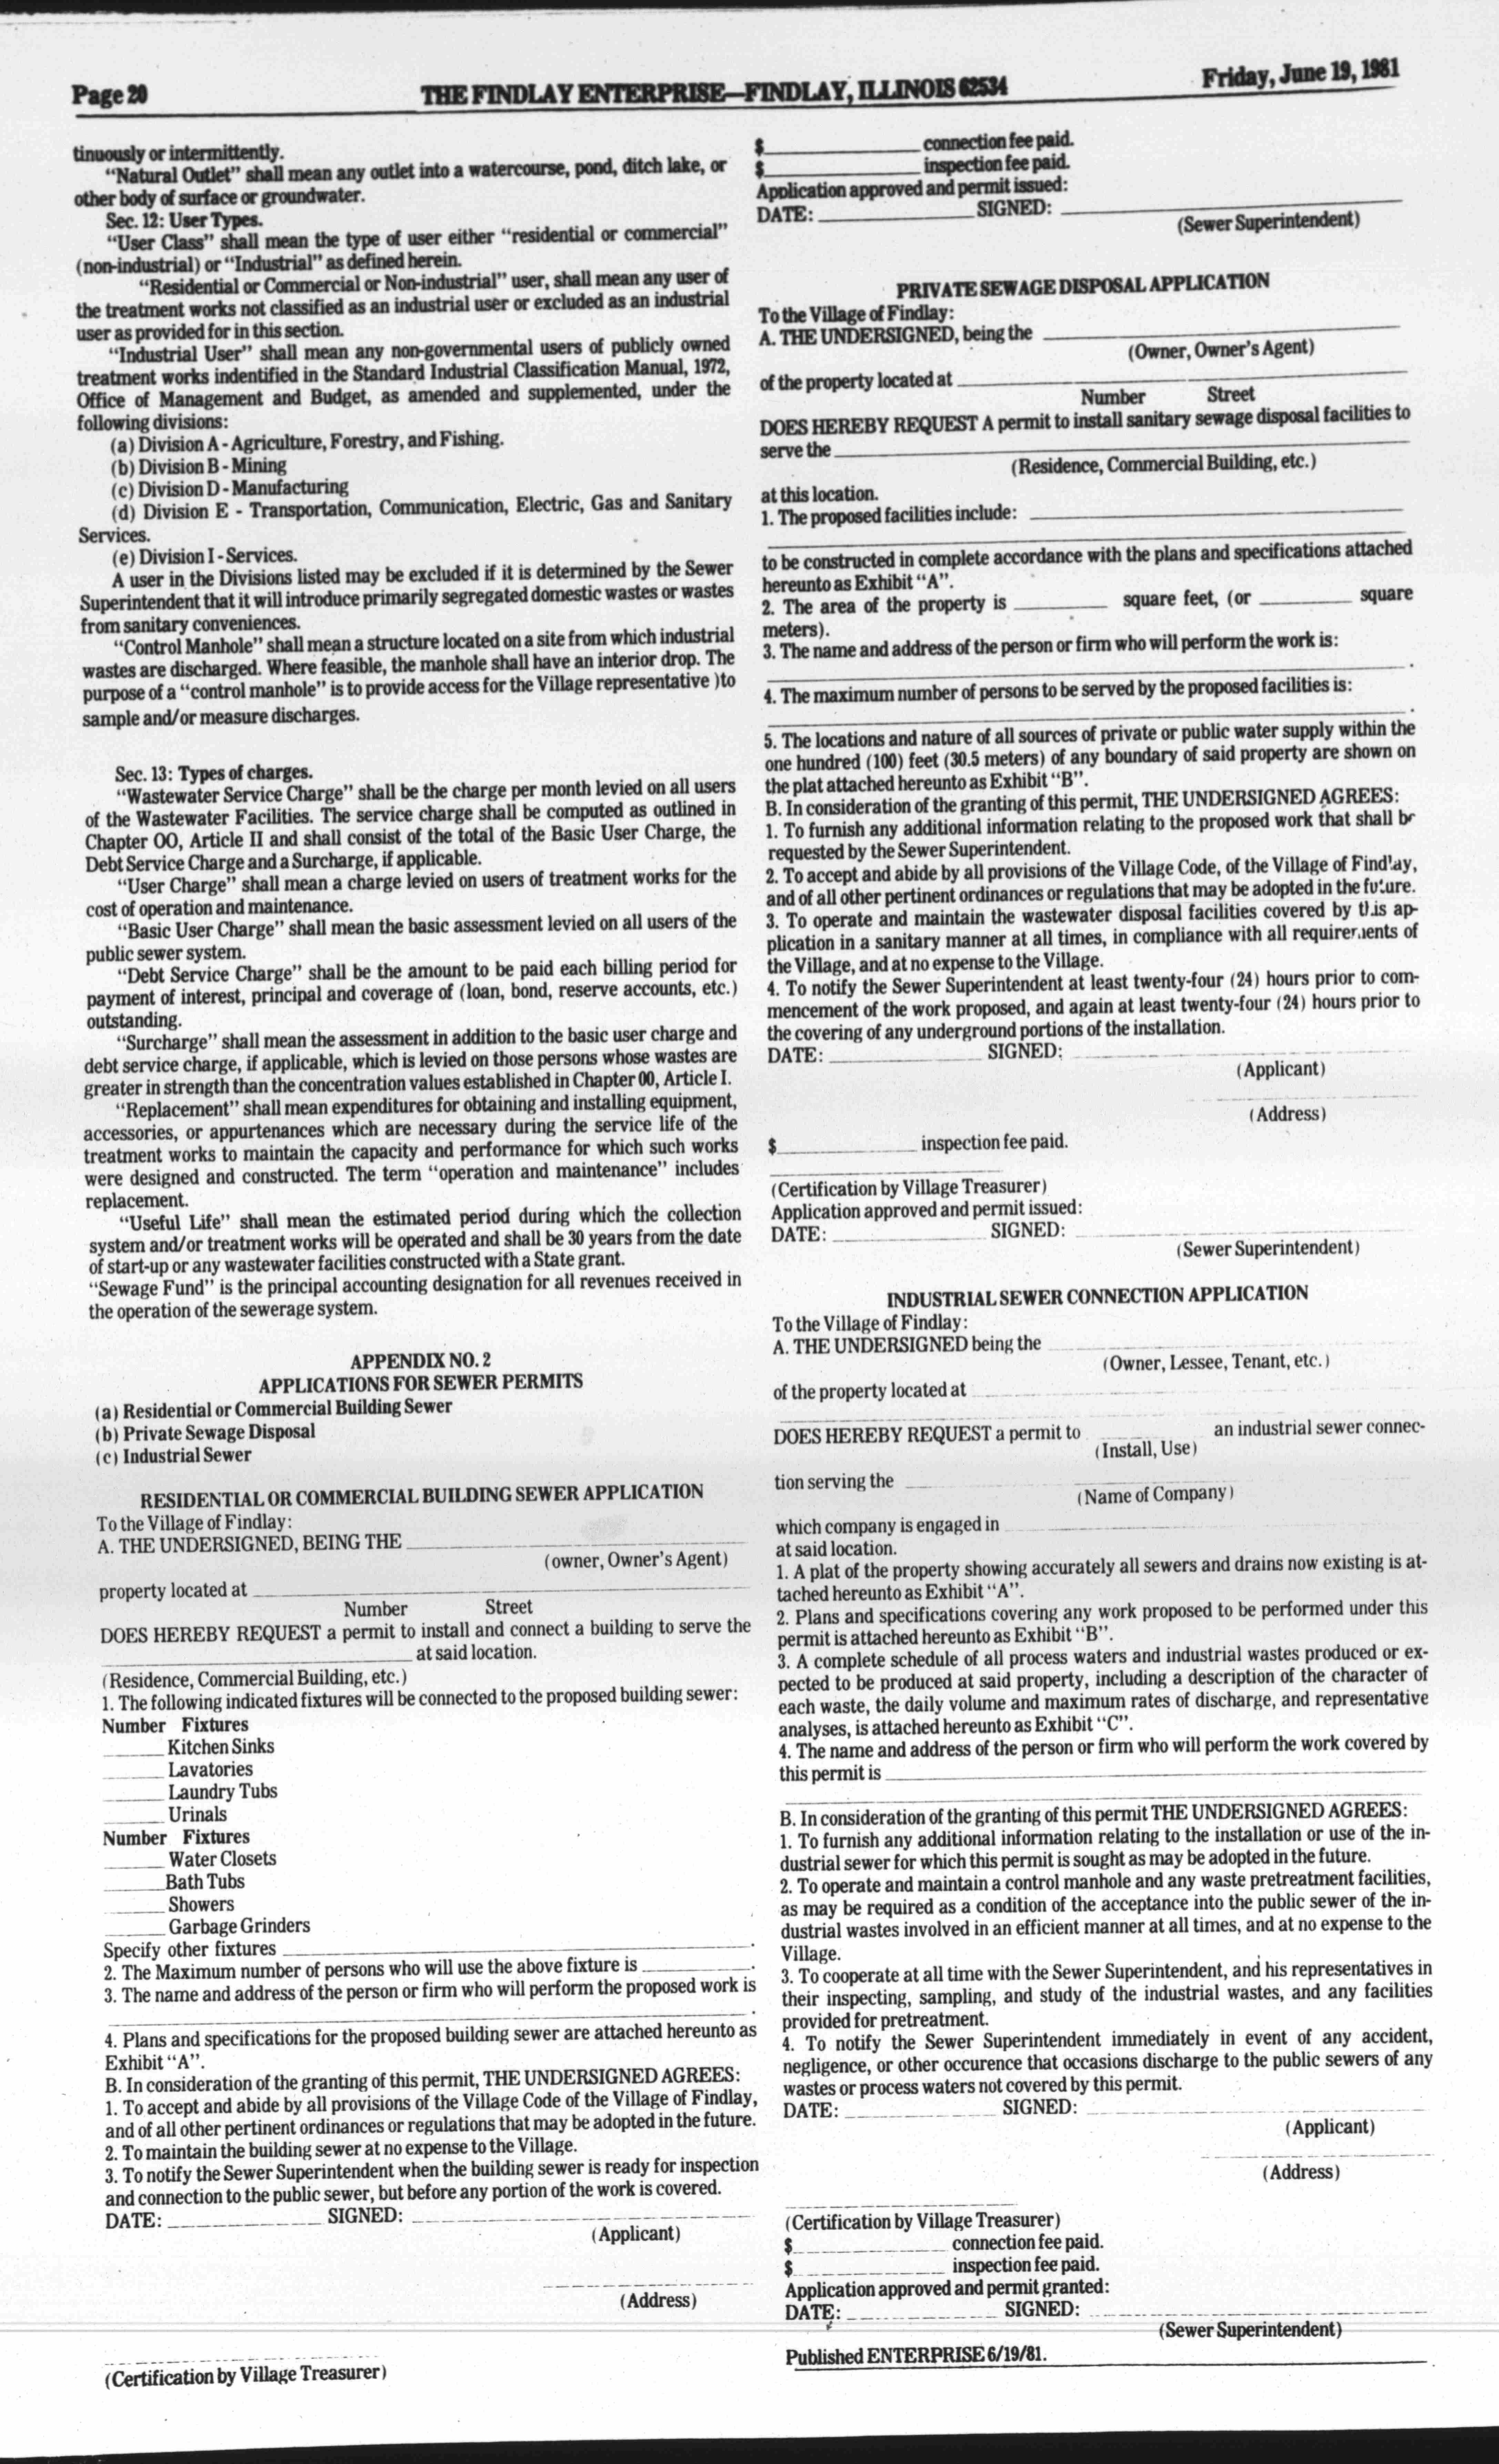 Page 20
THE FINDLAY ENTERPRISE—FINDLAY, ILLINOIS 62534
Friday, June 19, 1981
tinuously or intermittently.
"Natural Outlet" shall mean any outlet into a watercourse, pond, ditch lake, or
other body of surface or groundwater.
Sec. 12: User Types.
"User Class" shall mean the type of user either "residential or commercial"
(non-industrial) or "Industrial" as defined herein.
"Residential or Commercial or Non-industrial" user, shall mean any user of
the treatment works not classified as an industrial user or excluded as an industrial
user as provided for in this section.
"Industrial User" shall mean any non-governmental users of publicly owned
treatment works indentified in the Standard Industrial Classification Manual, 1972,
Office of Management and Budget, as amended and supplemented, under the
following divisions:
(a) Division A - Agriculture, Forestry, and Fishing.
(b) Division B - Mining
(c) Division D - Manufacturing
(d) Division E - Transportation, Communication, Electric, Gas and Sanitary
Services.
(e) Division I - Services.
A user in the Divisions listed may be excluded if it is determined by the Sewer
Superintendent that it will introduce primarily segregated domestic wastes or wastes
from sanitary conveniences.
"Control Manhole" shall mean a structure located on a site from which industrial
wastes are discharged. Where feasible, the manhole shall have an interior drop. The
purpose of a "control manhole" is to provide access for the Village representative )to
sample and/or measure discharges.
Sec. 13: Types of charges.
"Wastewater Service Charge" shall be the charge per month levied on all users
of the Wastewater Facilities. The service charge shall be computed as outlined in
Chapter OO, Article II and shall consist of the total of the Basic User Charge, the
Debt Service Charge and a Surcharge, if applicable.
"User Charge" shall mean a charge levied on users of treatment works for the
cost of operation and maintenance.
"Basic User Charge" shall mean the basic assessment levied on all users of the
public sewer system.
"Debt Service Charge" shall be the amount to be paid each billing period for
payment of interest, principal and coverage of (loan, bond, reserve accounts, etc.)
outstanding.
"Surcharge" shall mean the assessment in addition to the basic user charge and
debt service charge, if applicable, which is levied on those persons whose wastes are
greater in strength than the concentration values established in Chapter 00, Article I.
"Replacement" shall mean expenditures for obtaining and installing equipment,
accessories, or appurtenances which are necessary during the service life of the
treatment works to maintain the capacity and performance for which such works
were designed and constructed. The term "operation and maintenance" includes
replacement.
"Useful Life" shall mean the estimated period during which the collection
system and/or treatment works will be operated and shall be 30 years from the date
of start-up or any wastewater facilities constructed with a State grant.
"Sewage Fund" is the principal accounting designation for all revenues received in
the operation of the sewerage system.
APPENDIX NO. 2
APPLICATIONS FOR SEWER PERMITS
(a) Residential or Commercial Building Sewer
(b) Private Sewage Disposal
(c) Industrial Sewer
RESIDENTIAL OR COMMERCIAL BUILDING SEWER APPLICATION
To the Village of Findlay:
A. THE UNDERSIGNED, BEING THE
(owner, Owner's Agent)
property located at
Number Street
DOES HEREBY REQUEST a permit to install and connect a building to serve the
at said location.
(Residence, Commercial Building, etc.)
1. The following indicated fixtures will be connected to the proposed building sewer:
Number Fixtures
Kitchen Sinks
Lavatories
Laundry Tubs
Urinals
Number Fixtures
Water Closets
Bath Tubs
Showers
Garbage Grinders
Specify other fixtures .
2. The Maximum number of persons who will use the above fixture is .
3. The name and address of the person or firm who will perform the proposed work is
.
4. Plans and specifications for the proposed building sewer are attached hereunto as
Exhibit "A".
B. In consideration of the granting of this permit, THE UNDERSIGNED AGREES:
1. To accept and abide by all provisions of the Village Code of the Village of Findlay,
and of all other pertinent ordinances or regulations that may be adopted in the future.
2. To maintain the building sewer at no expense to the Village.
3. To notify the Sewer Superintendent when the building sewer is ready for inspection
and connection to the public sewer, but before any portion of the work is covered.
DATE: SIGNED:
(Applicant)
(Address)
(Certification by Village Treasurer)
$ connection fee paid.
$ inspection fee paid.
Application approved and permit issued:
DATE: SIGNED:
(Sewer Superintendent)
PRIVATE SEWAGE DISPOSAL APPLICATION
To the Village of Findlay:
A. THE UNDERSIGNED, being the
(Owner, Owner's Agent)
of the property located at
Number Street
DOES HEREBY REQUEST A permit to install sanitary sewage disposal facilities to
serve the
(Residence, Commercial Building, etc.)
at this location.
1. The proposed facilities include:
to be constructed in complete accordance with the plans and specifications attached
hereunto as Exhibit "A".
2. The area of the property is square feet, (or square
meters).
3. The name and address of the person or firm who will perform the work is:
.
4. The maximum number of persons to be served by the proposed facilities is:
.
5. The locations and nature of all sources of private or public water supply within the
one hundred (100) feet (30.5 meters) of any boundary of said property are shown on
the plat attached hereunto as Exhibit "B".
B. In consideration of the granting of this permit, THE UNDERSIGNED AGREES:
1. To furnish any additional information relating to the proposed work that shall be
requested by the Sewer Superintendent.
2. To accept and abide by all provisions of the Village Code, of the Village of Findlay,
and of all other pertinent ordinances or regulations that may be adopted in the future.
3. To operate and maintain the wastewater disposal facilities covered by this ap-
plication in a sanitary manner at all times, in compliance with all requirements of
the Village, and at no expense to the Village.
4. To notify the Sewer Superintendent at least twenty-four (24) hours prior to com-
mencement of the work proposed, and again at least twenty-four (24) hours prior to
the covering of any underground portions of the installation.
DATE: SIGNED:
(Applicant)
(Address)
$ inspection fee paid.
(Certification by Village Treasurer)
Application approved and permit issued:
DATE: SIGNED:
(Sewer Superintendent)
INDUSTRIAL SEWER CONNECTION APPLICATION
To the Village of Findlay:
A. THE UNDERSIGNED being the
(Owner, Lessee, Tenant, etc.)
of the property located at
DOES HEREBY REQUEST a permit to an industrial sewer connec-
(Install, Use)
tion serving the
(Name of Company)
which company is engaged in
at said location.
1. A plat of the property showing accurately all sewers and drains now existing is at-
tached hereunto as Exhibit "A".
2. Plans and specifications covering any work proposed to be performed under this
permit is attached hereunto as Exhibit "B".
3. A complete schedule of all process waters and industrial wastes produced or ex-
pected to be produced at said property, including a description of the character of
each waste, the daily volume and maximum rates of discharge, and representative
analyses, is attached hereunto as Exhibit "C".
4. The name and address of the person or firm who will perform the work covered by
this permit is
B. In consideration of the granting of this permit THE UNDERSIGNED AGREES:
1. To furnish any additional information relating to the installation or use of the in-
dustrial sewer for which this permit is sought as may be adopted in the future.
2. To operate and maintain a control manhole and any waste pretreatment facilities,
as may be required as a condition of the acceptance into the public sewer of the in-
dustrial wastes involved in an efficient manner at all times, and at no expense to the
Village.
3. To cooperate at all time with the Sewer Superintendent, and his representatives in
their inspecting, sampling, and study of the industrial wastes, and any facilities
provided for pretreatment.
4. To notify the Sewer Superintendent immediately in event of any accident,
negligence, or other occurence that occasions discharge to the public sewers of any
wastes or process waters not covered by this permit.
DATE: SIGNED:
(Applicant)
(Address)
(Certification by Village Treasurer)
$ connection fee paid.
$ inspection fee paid.
Application approved and permit granted:
DATE: SIGNED:
(Sewer Superintendent)
Published ENTERPRISE 6/19/81.